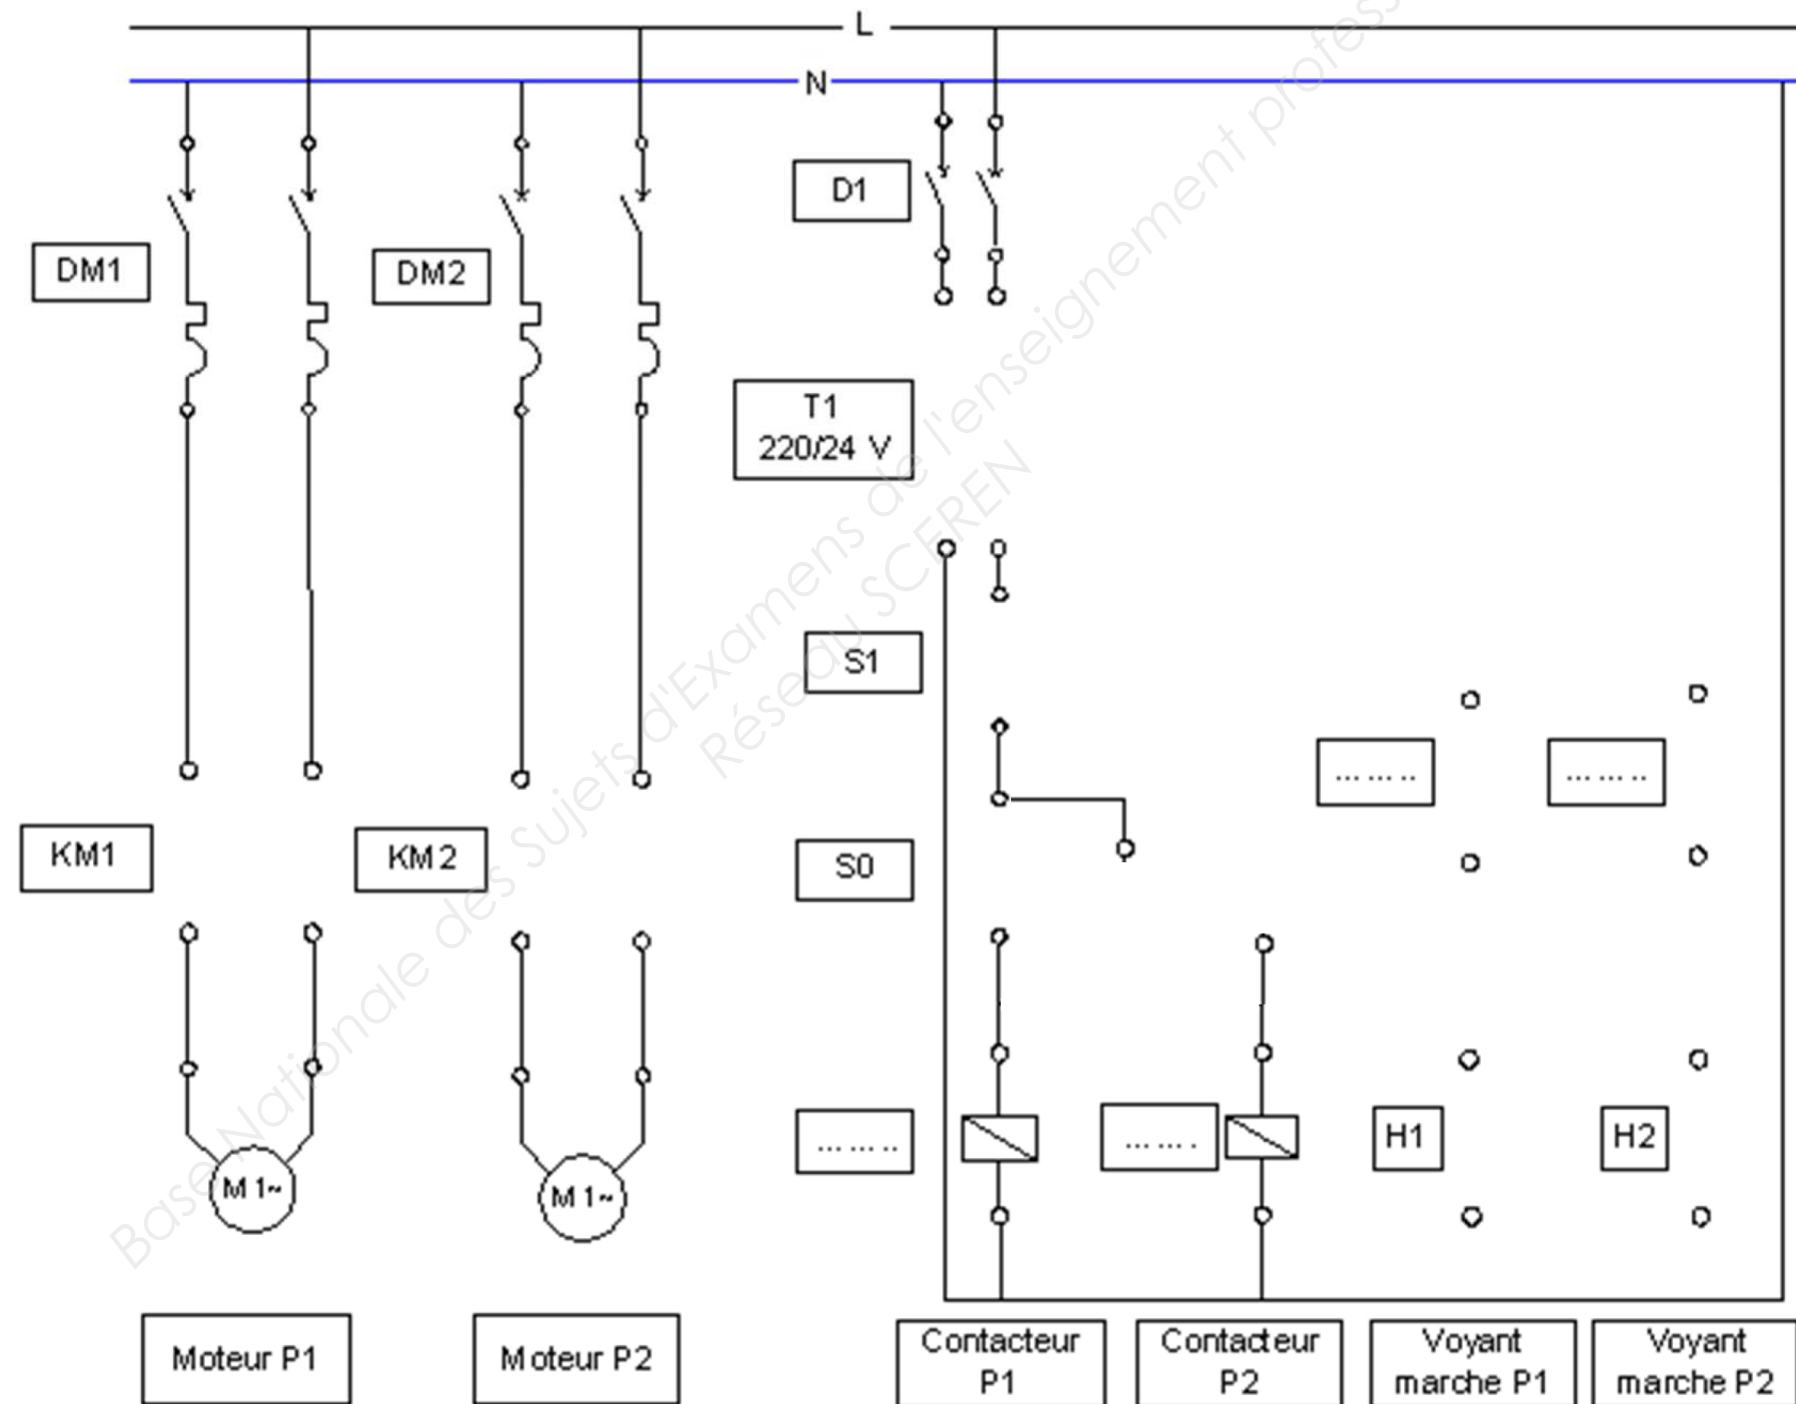 L
N
D1
DM1
DM2
T1
220/24 V
S1
... ... ..
... ... ..
KM1
KM2
S0
... ... ..
... ... .
H1
H2
M 1~
M 1~
Moteur P1
Moteur P2
Contacteur
P1
Contacteur
P2
Voyant
marche P1
Voyant
marche P2
Base Nationale des Sujets d'Examens de l'enseignement profess
Réseau SCEREN